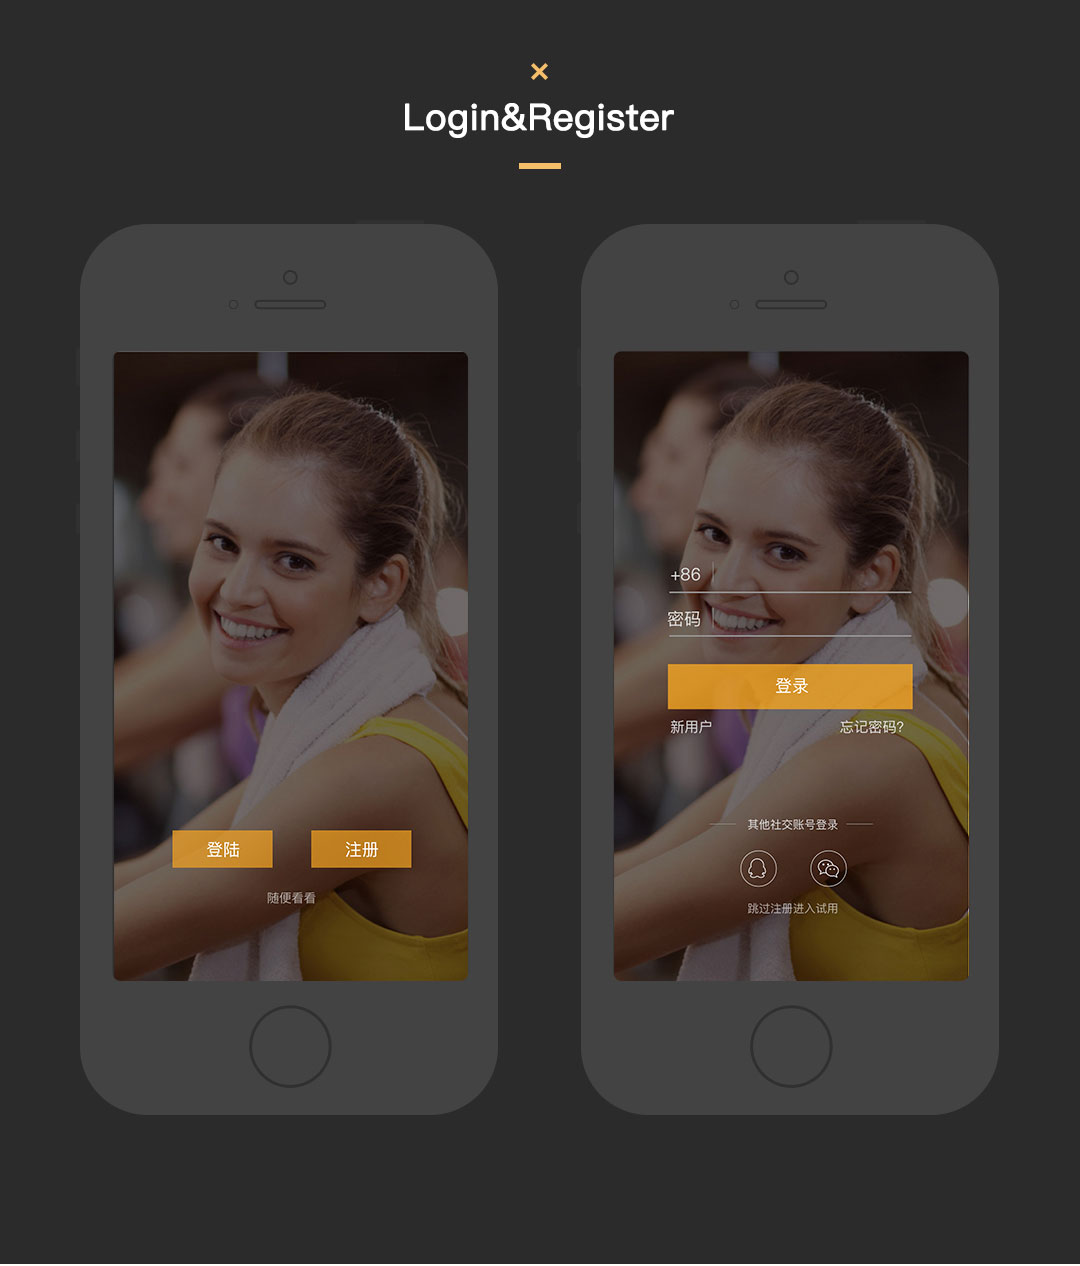 ×
Login&Register
登陆
注册
随便看看
+86
密码
登录
新用户
忘记密码?
其他社交账号登录
跳过注册进入试用